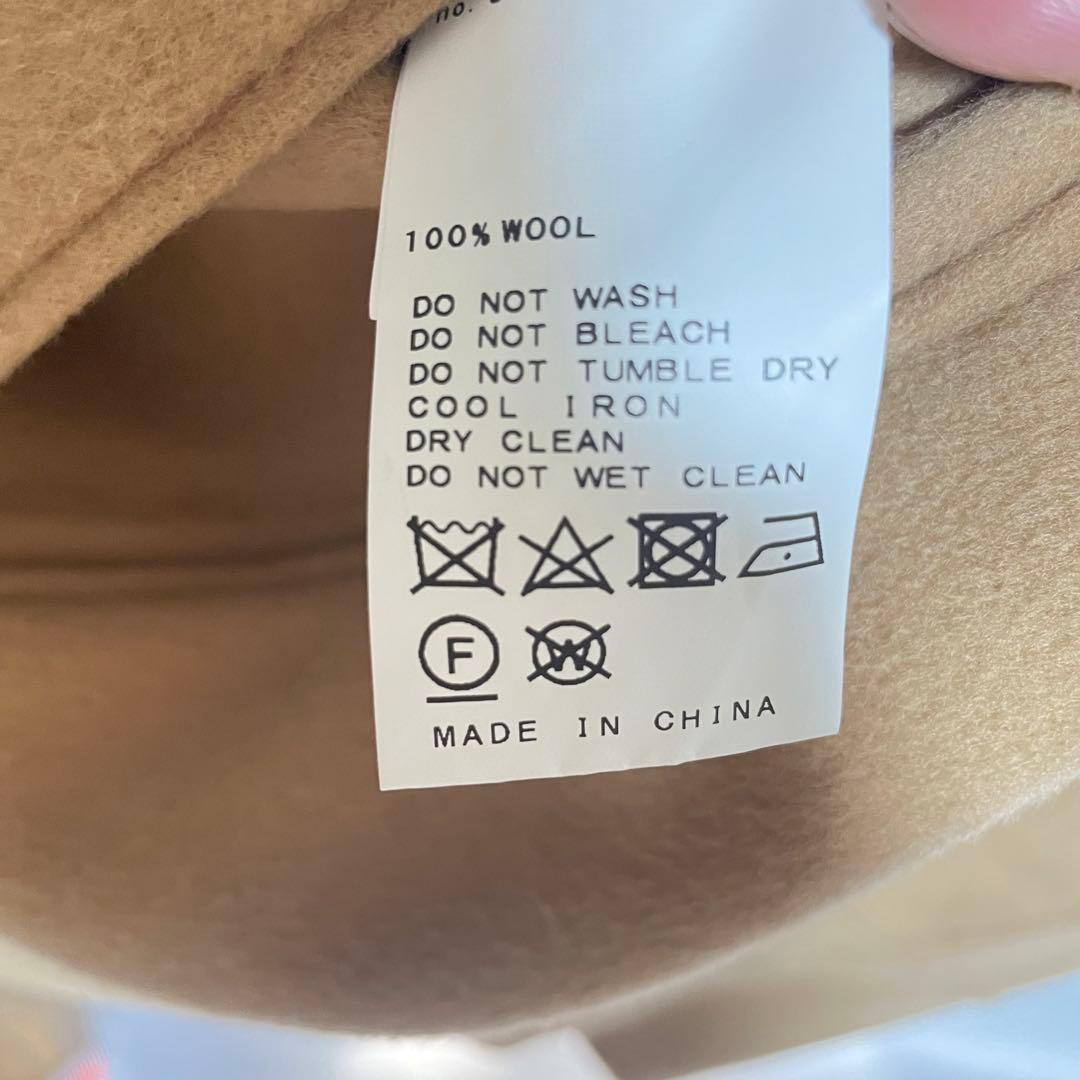 no.
100% WOOL
DO NOT WASH
DO NOT BLEACH
DO NOT TUMBLE DRY
COOL IRON
DRY CLEAN
DO NOT WET CLEAN
F W
MADE IN CHINA